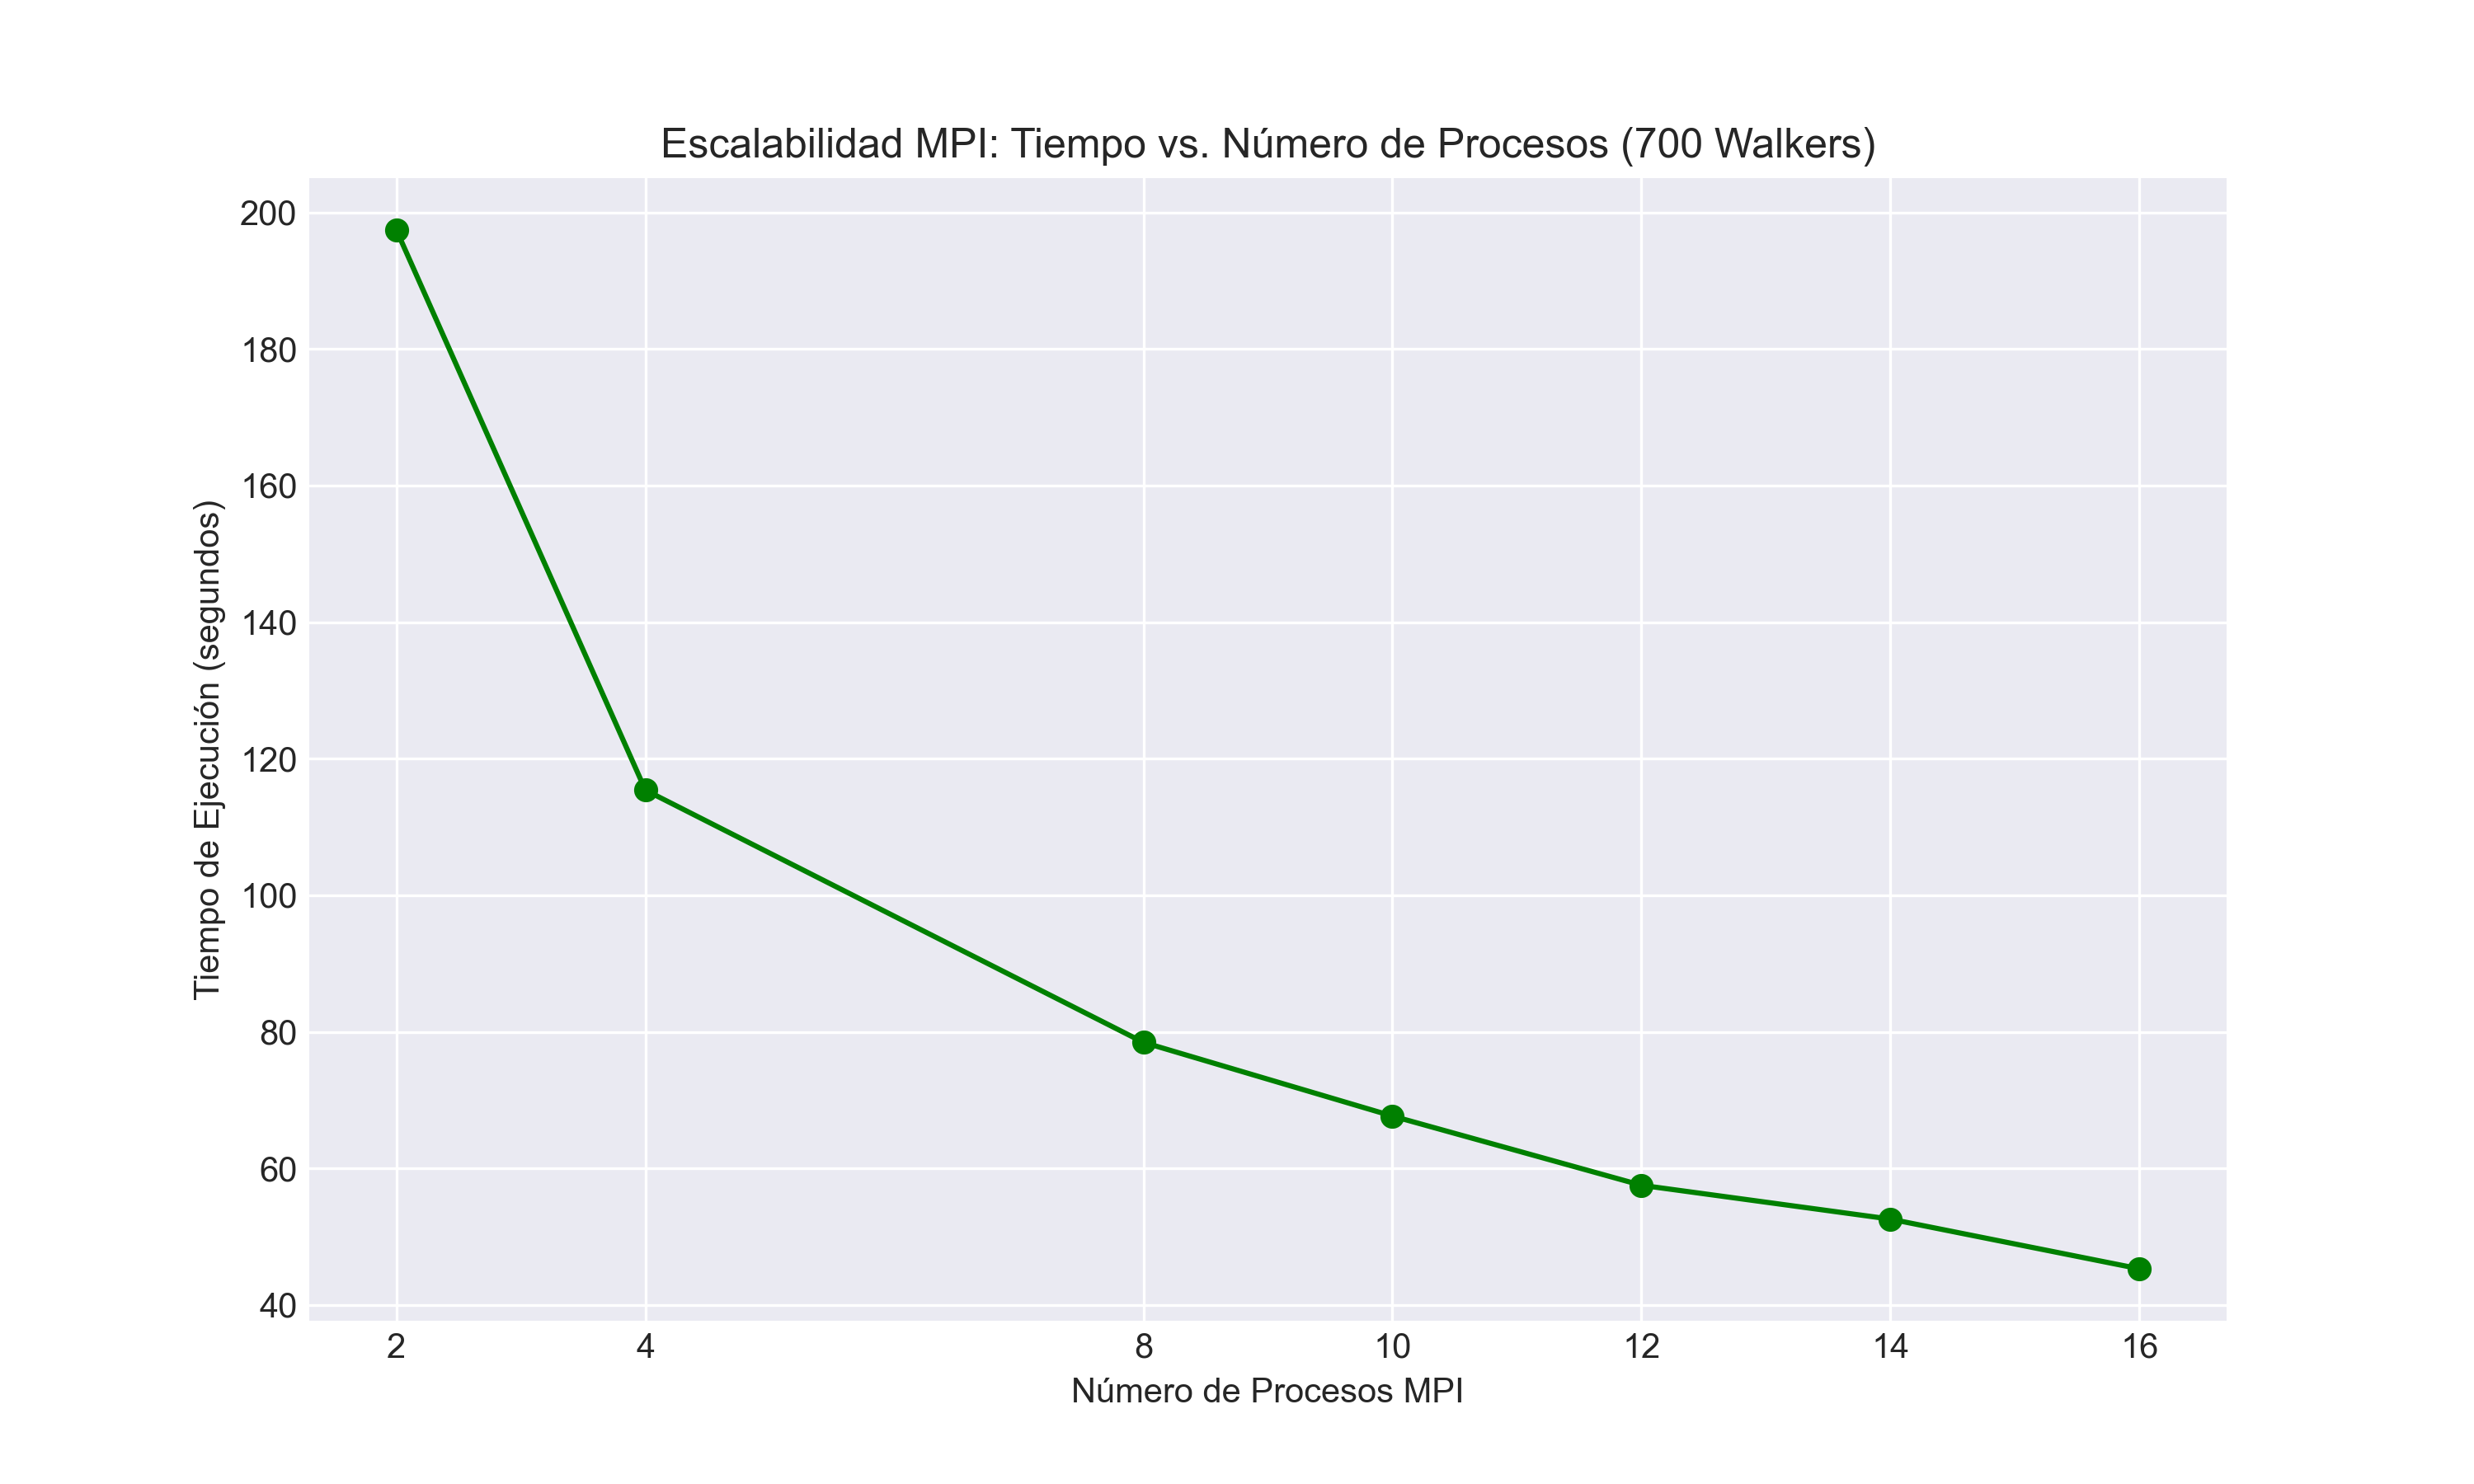 Escalabilidad MPI: Tiempo vs. Número de Procesos (700 Walkers)
200
180
160
140
120
100
80
60
40
Tiempo de Ejecución (segundos)
2 4 8 10 12 14 16
Número de Procesos MPI